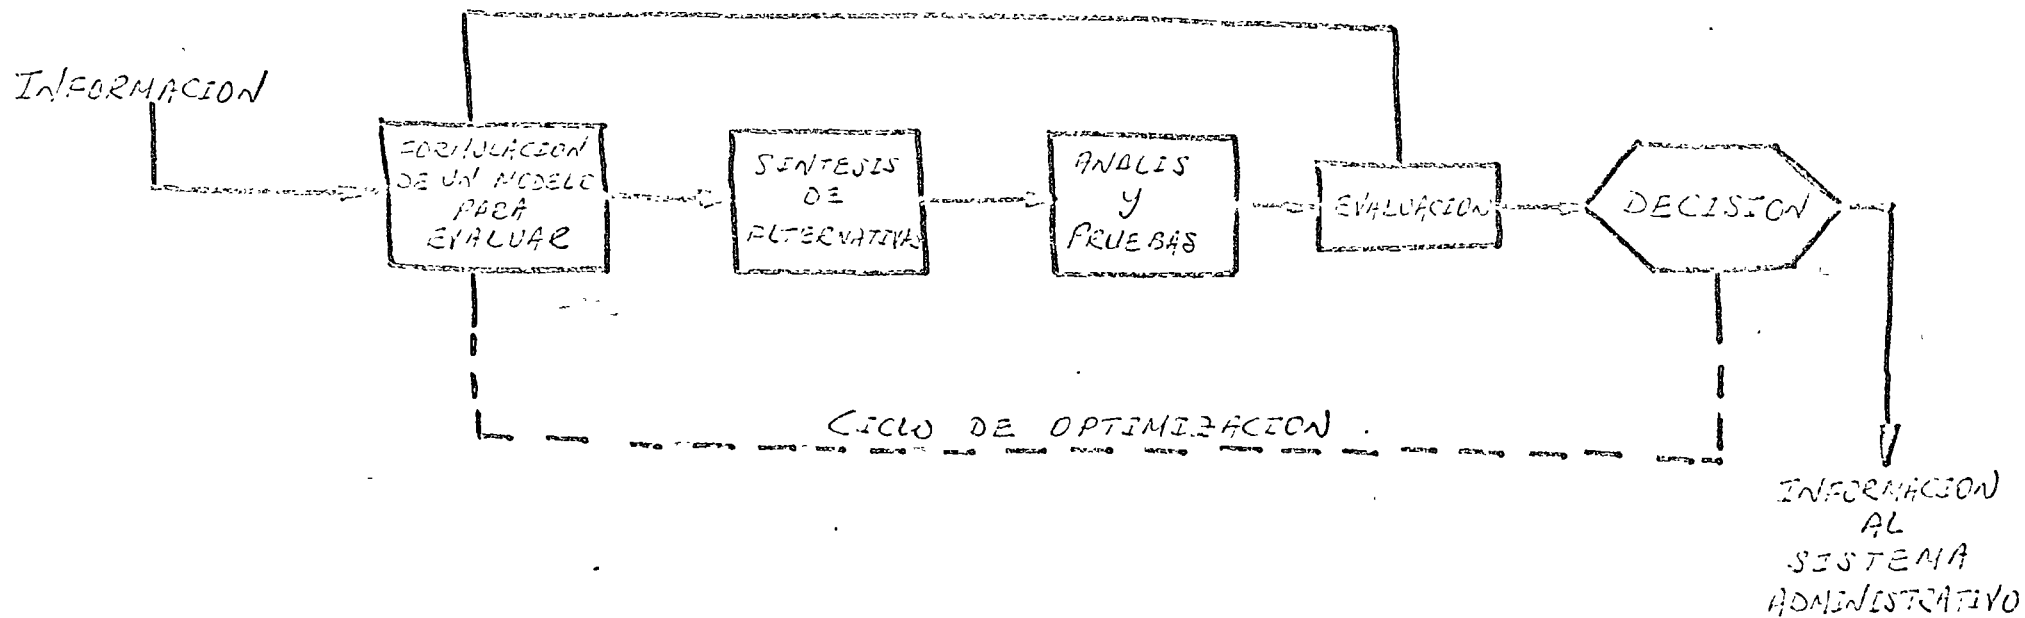 INFORMACION
FORMULACION
DE UN MODELO
PARA
EVALUAR
SINTESIS
DE
ALTERNATIVAS
ANALIS
Y
PRUEBAS
EVALUACION
DECISION
CICLO DE OPTIMIZACION.
INFORMACION
AL
SISTEMA
ADMINISTRATIVO